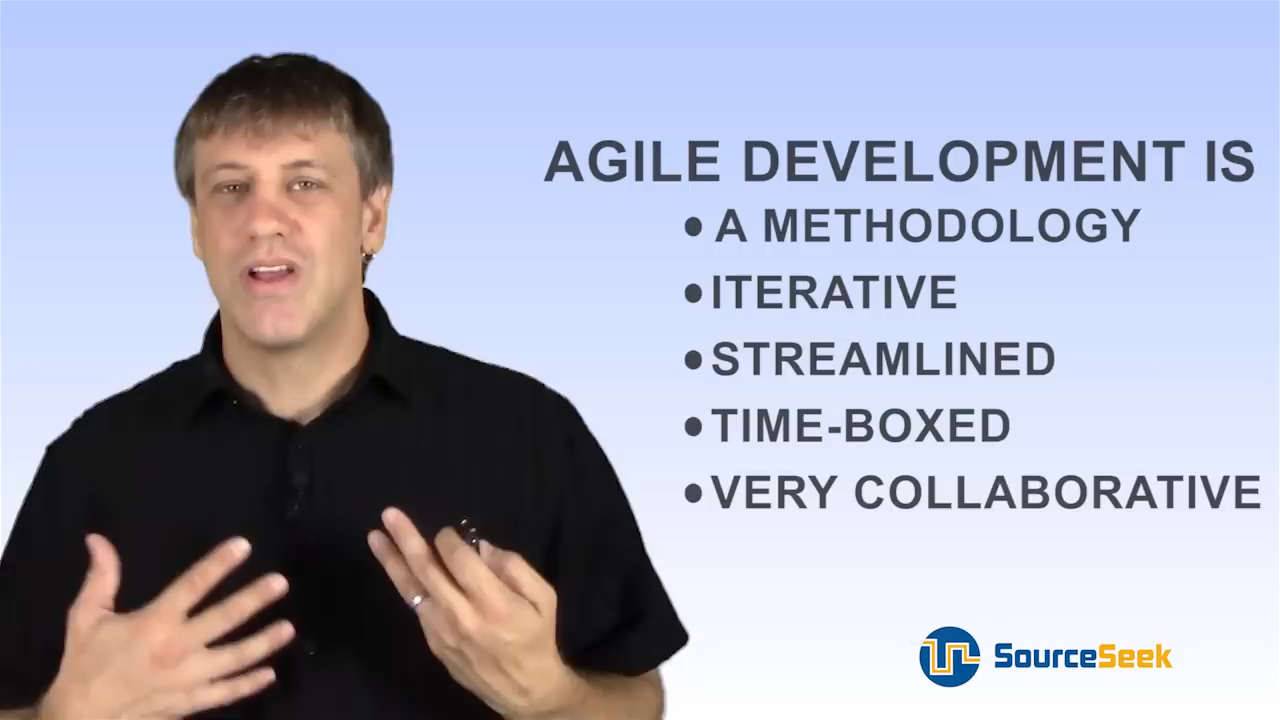 AGILE DEVELOPMENT IS
• A METHODOLOGY
• ITERATIVE
• STREAMLINED
• TIME-BOXED
• VERY COLLABORATIVE
SourceSeek